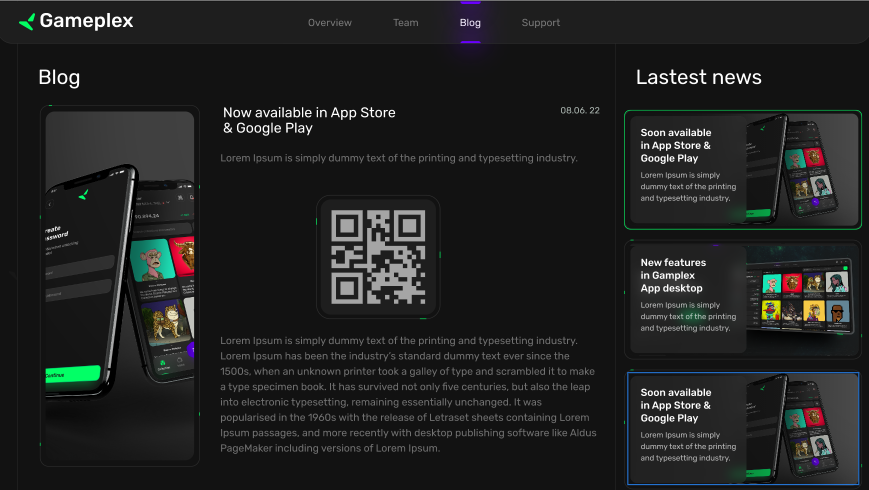 Gameplex
Overview
Team
Blog
Support
Blog
Now available in App Store
& Google Play
08.06. 22
Lorem Ipsum is simply dummy text of the printing and typesetting industry.
Lorem Ipsum is simply dummy text of the printing and typesetting industry.
Lorem Ipsum has been the industry's standard dummy text ever since the
1500s, when an unknown printer took a galley of type and scrambled it to make
a type specimen book. It has survived not only five centuries, but also the leap
into electronic typesetting, remaining essentially unchanged. It was
popularised in the 1960s with the release of Letraset sheets containing Lorem
Ipsum passages, and more recently with desktop publishing software like Aldus
PageMaker including versions of Lorem Ipsum.
Lastest news
Soon available
in App Store &
Google Play
Lorem Ipsum is simply
dummy text of the printing
and typesetting industry.
New features
in Gamplex
App desktop
Lorem Ipsum is simply
dummy text of the printing
and typesetting industry.
Soon available
in App Store &
Google Play
Lorem Ipsum is simply
dummy text of the printing
and typesetting industry.